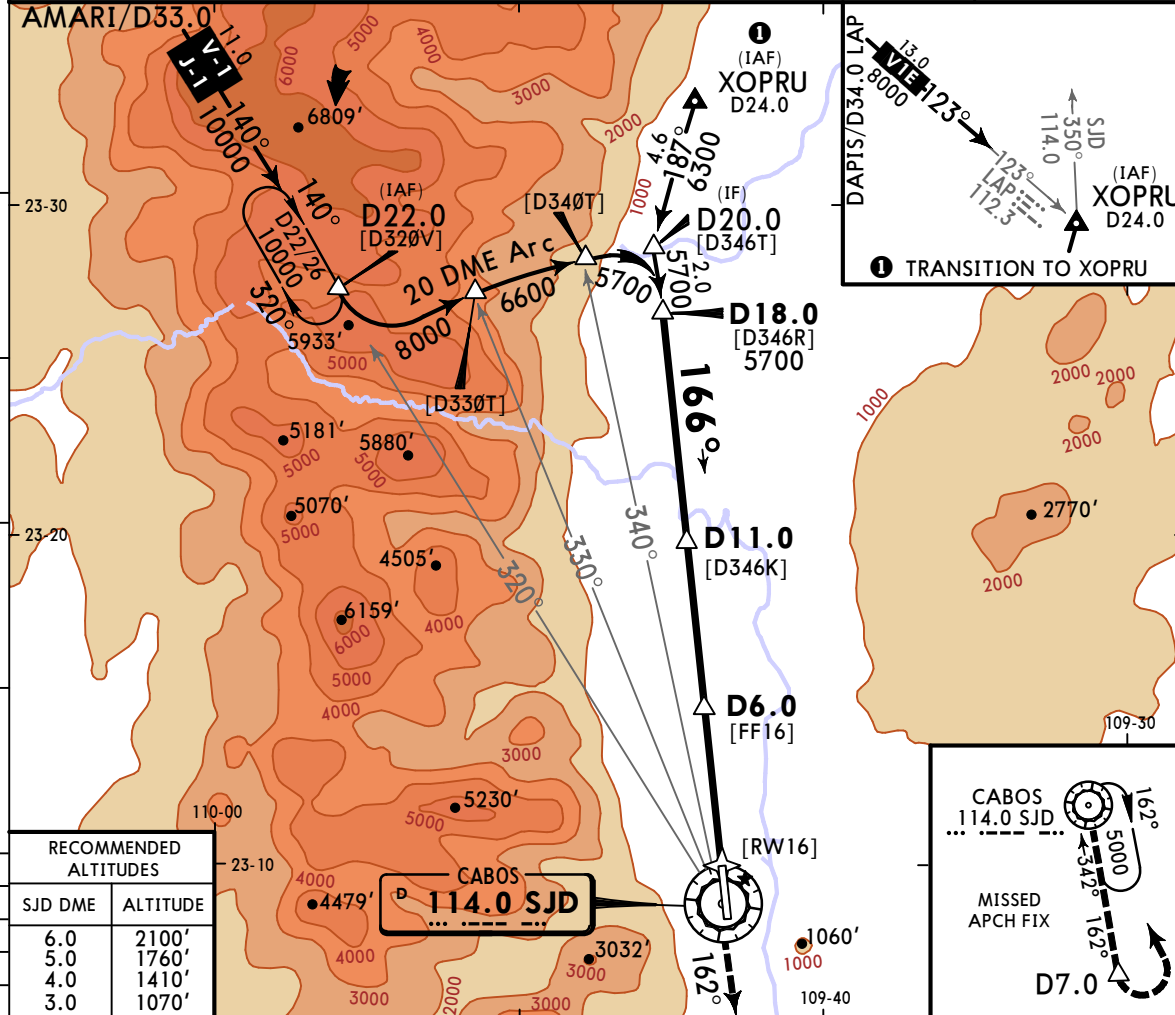 AMARI/D33.0
11.0
V-1
J-1
140°
10000
6000
5000
4000
3000
2000
1000
6809'
❶
(IAF)
XOPRU
D24.0
4.6
187°
6300
DAPIS/D34.0 LAP
13.0
V1E
8000
123°
123°
LAP
112.3
350°
SJD
114.0
(IAF)
XOPRU
D24.0
❶ TRANSITION TO XOPRU
23-30
140°
D22/26
10000
320°
(IAF)
D22.0
[D320V]
[D340T]
(IF)
D20.0
[D346T]
2.0
5700
20 DME Arc
8000
6600
5700
D18.0
[D346R]
5700
5933'
5000
[D330T]
166°
5181'
5000
5880'
5000
1000
2000
2000
2000
5070'
5000
23-20
2770'
2000
4505'
4000
340°
330°
320°
D11.0
[D346K]
6159'
6000
5000
4000
D6.0
[FF16]
3000
109-30
110-00
5230'
5000
[RW16]
23-10
RECOMMENDED
ALTITUDES
SJD DME ALTITUDE
6.0 2100'
5.0 1760'
4.0 1410'
3.0 1070'
4000
4479'
4000
3000
2000
CABOS
D 114.0 SJD
3032'
3000
3000
162°
1060'
1000
109-40
CABOS
114.0 SJD
162°
5000
342°
162°
MISSED
APCH FIX
D7.0